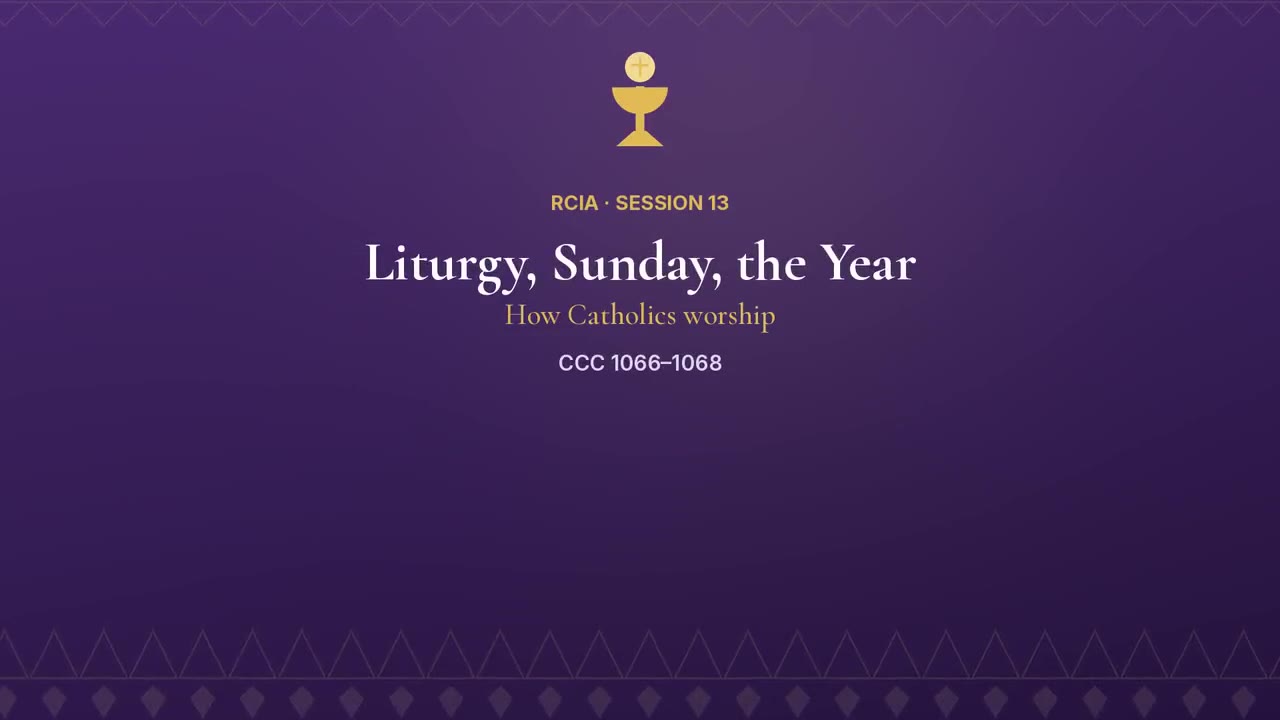 RCIA · SESSION 13
Liturgy, Sunday, the Year
How Catholics worship
CCC 1066–1068